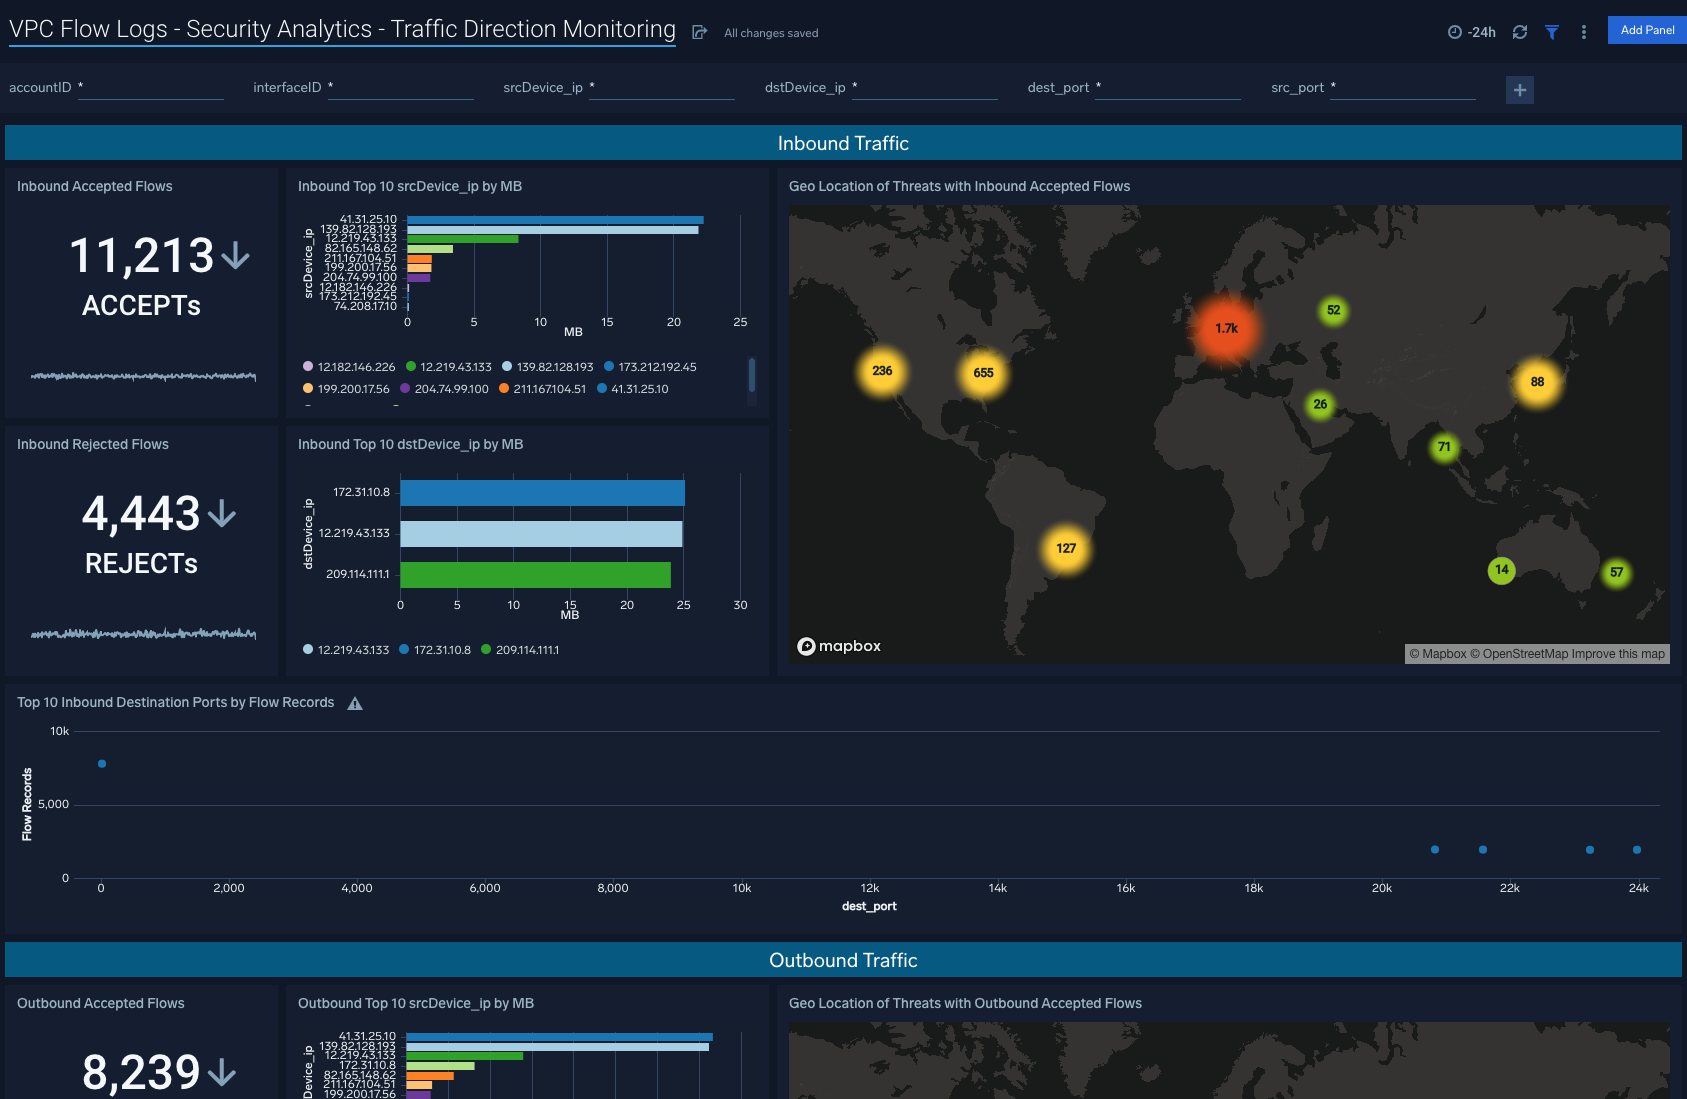 VPC Flow Logs - Security Analytics - Traffic Direction Monitoring
All changes saved
-24h
Add Panel
accountID *
interfaceID *
srcDevice_ip *
dstDevice_ip *
dest_port *
src_port *
+
Inbound Traffic
Inbound Accepted Flows
11,213
ACCEPTs
Inbound Top 10 srcDevice_ip by MB
srcDevice_ip
41.31.25.10
139.82.128.193
12.219.43.133
82.165.148.62
211.167.104.51
199.200.17.56
204.74.99.100
12.182.146.226
173.212.192.45
74.208.17.10
0 5 10 15 20 25
MB
12.182.146.226 12.219.43.133 139.82.128.193 173.212.192.45
199.200.17.56 204.74.99.100 211.167.104.51 41.31.25.10
Geo Location of Threats with Inbound Accepted Flows
1.7k
52
236
655
88
26
71
127
14
57
mapbox
© Mapbox © OpenStreetMap Improve this map
Inbound Rejected Flows
4,443
REJECTs
Inbound Top 10 dstDevice_ip by MB
dstDevice_ip
172.31.10.8
12.219.43.133
209.114.111.1
0 5 10 15 20 25 30
MB
12.219.43.133 172.31.10.8 209.114.111.1
Top 10 Inbound Destination Ports by Flow Records
Flow Records
10k
5,000
0
0 2,000 4,000 6,000 8,000 10k 12k 14k 16k 18k 20k 22k 24k
dest_port
Outbound Traffic
Outbound Accepted Flows
8,239
Outbound Top 10 srcDevice_ip by MB
41.31.25.10
139.82.128.193
12.219.43.133
172.31.10.8
82.165.148.62
211.167.104.51
199.200.17.56
Device_ip
Geo Location of Threats with Outbound Accepted Flows